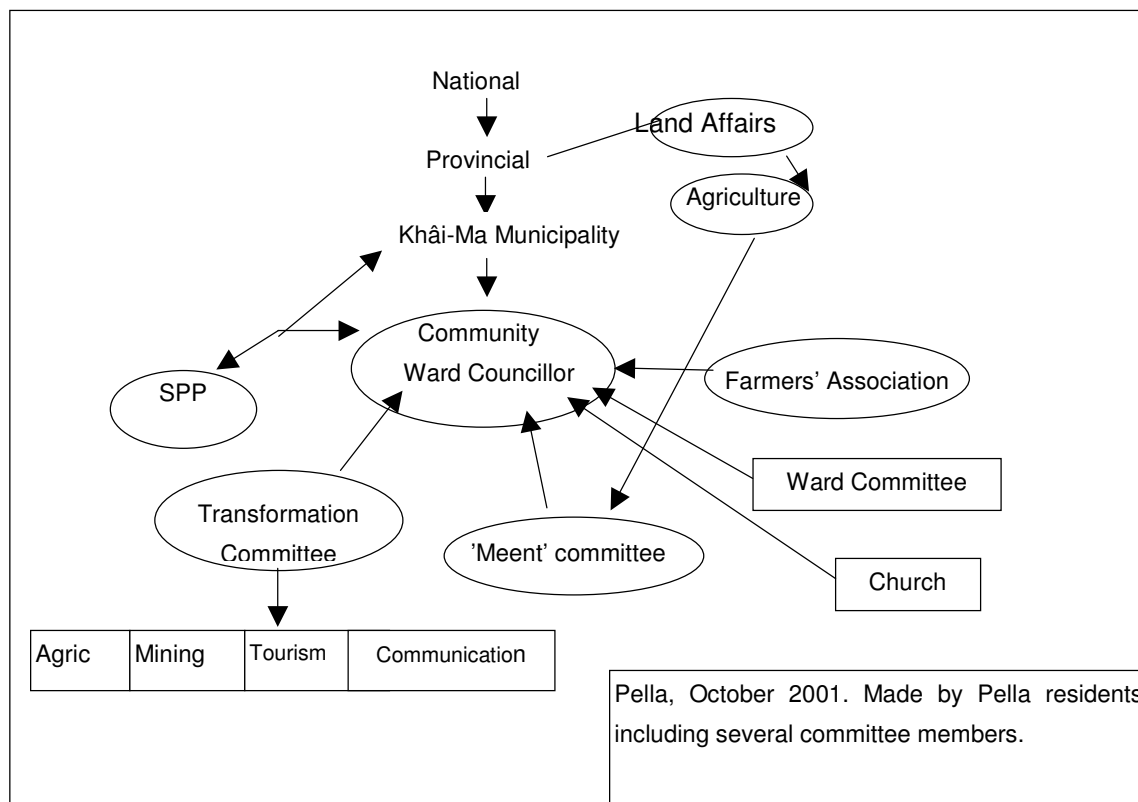 National
Land Affairs
Provincial
Agriculture
Khâi-Ma Municipality
Community
Ward Councillor
SPP
Farmers’ Association
Ward Committee
Transformation
Committee
’Meent’ committee
Church
Agric
Mining
Tourism
Communication
Pella, October 2001. Made by Pella residents
including several committee members.